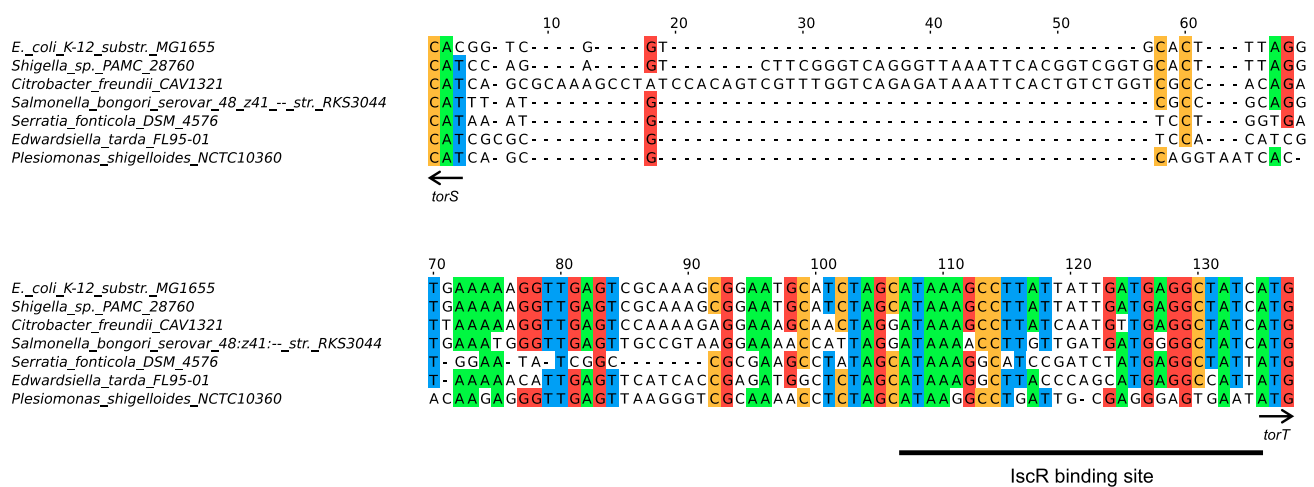 10 20 30 40 50 60
E._coli_K-12_substr._MG1655 CACGG-TC----G----GT-------------------------------------GCACT---TTAGG
Shigella_sp._PAMC_28760 CATCC-AG----A----GT-------CTTCGGGTCAGGGTTAAATTCACGGTCGGTGCACT---TTAGG
Citrobacter_freundii_CAV1321 CATCA-GCGCAAAGCCTATCCACAGTCGTTTGGTCAGAGATAAATTCACTGTCTGGTCGCC---ACAGA
Salmonella_bongori_serovar_48_z41_--_str._RKS3044 CATTT-AT---------G---------------------------------------CGCC---GCAGG
Serratia_fonticola_DSM_4576 CATAA-AT---------G---------------------------------------TCCT---GGTGA
Edwardsiella_tarda_FL95-01 CATCGCGC---------G---------------------------------------TCCA---CATCG
Plesiomonas_shigelloides_NCTC10360 CATCA-GC---------G---------------------------------------CAGGTAATCAC-
torS
70 80 90 100 110 120 130
E._coli_K-12_substr._MG1655 TGAAAAAGGTTGAGTCGCAAAGCGGAATGCATCTAGCATAAAGCCTTATTATTGATGAGGCTATCATG
Shigella_sp._PAMC_28760 TGAAAAAGGTTGAGTCGCAAAGCGGAATGCATCTAGCATAAAGCCTTATTATTGATGAGGCTATCATG
Citrobacter_freundii_CAV1321 TTAAAAAGGTTGAGTCCAAAAGAGGAAAGCAACTAGGATAAAGCCTTATCAATGTTGAGGCTATCATG
Salmonella_bongori_serovar_48:z41:--_str._RKS3044 TGAAATGGGTTGAGTTGCCGTAAGGAAAACCATTAGGATAAAACCTTGTTGATGATGGGGCTATCATG
Serratia_fonticola_DSM_4576 T-GGAA-TA-TCGGC-------CGCGAAGCCTATAGCATAAAGGCATCCGATCTATGAGGCTATTATG
Edwardsiella_tarda_FL95-01 T-AAAAACATTGAGTTCATCACCGAGATGGCTCTAGCATAAAGGCTTACCCAGCATGAGGCCATTATG
Plesiomonas_shigelloides_NCTC10360 ACAAGAGGGTTGAGTTAAGGGTCGCAAAACCTCTAGCATAAGGCCTGATTG-CGAGGGAGTGAATATG
torT
IscR binding site